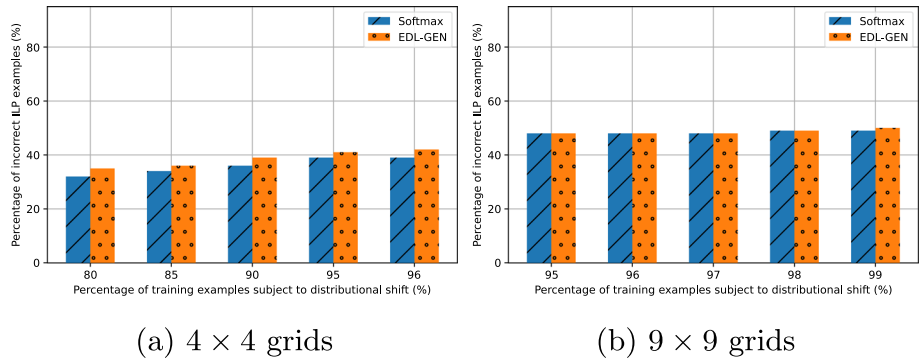 Softmax
EDL-GEN
80
60
40
20
0
Percentage of incorrect ILP examples (%)
80 85 90 95 96
Percentage of training examples subject to distributional shift (%)
(a) 4 × 4 grids
Softmax
EDL-GEN
80
60
40
20
0
Percentage of incorrect ILP examples (%)
95 96 97 98 99
Percentage of training examples subject to distributional shift (%)
(b) 9 × 9 grids